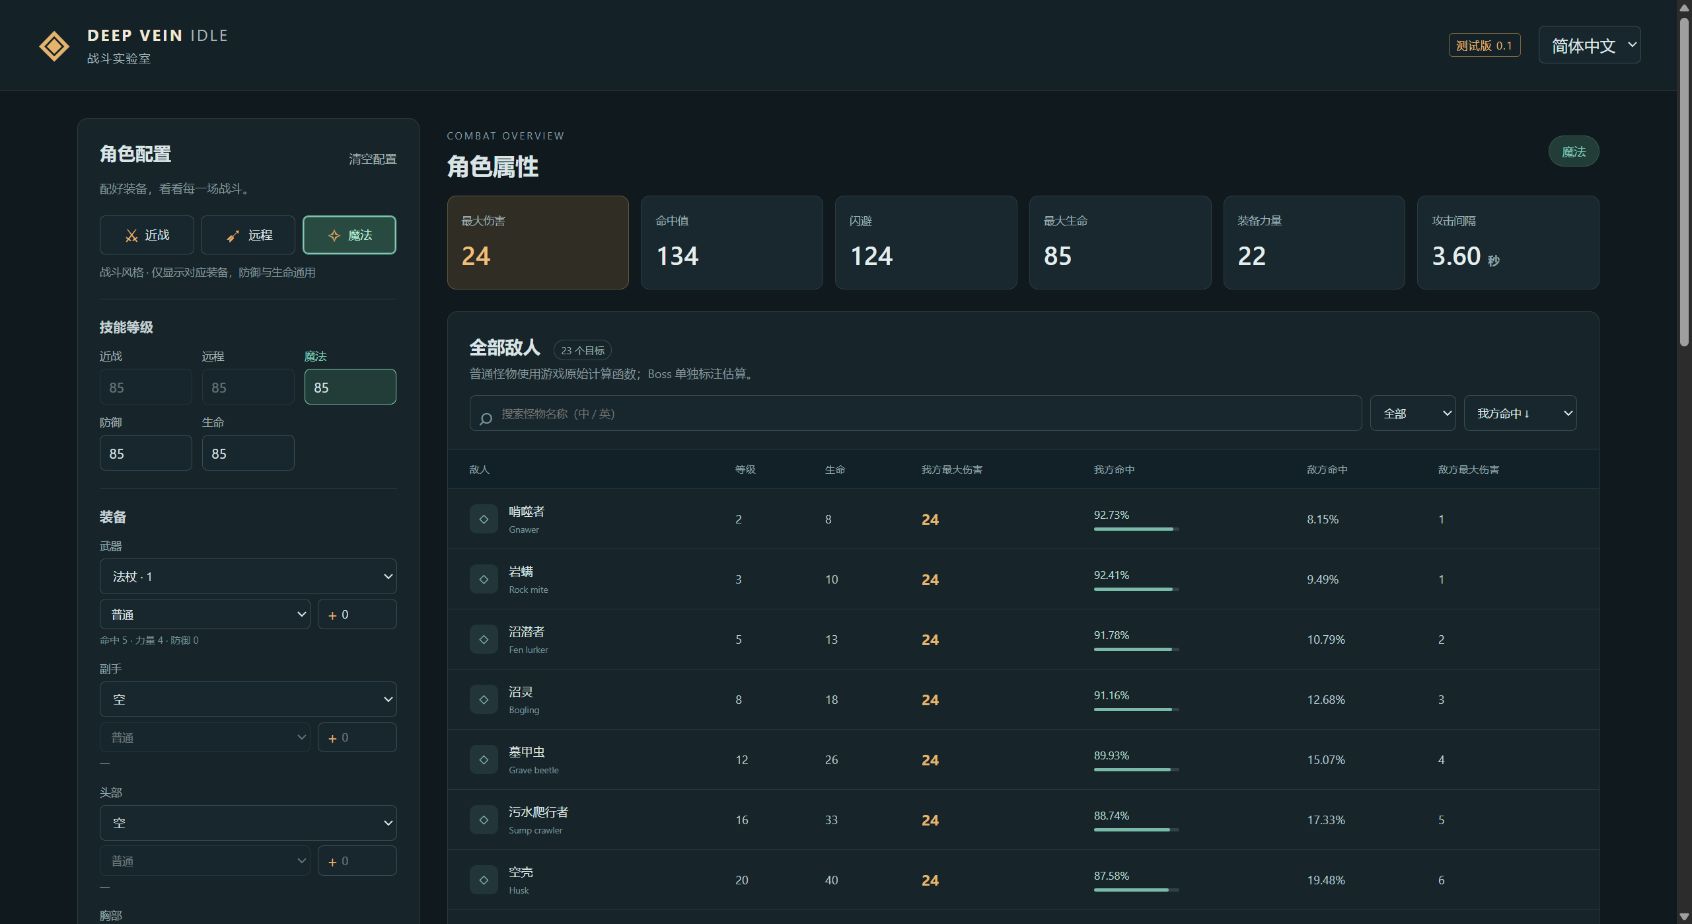 DEEP VEIN IDLE
战斗实验室
测试版 0.1
简体中文
角色配置
清空配置
配好装备，看看每一场战斗。
近战
远程
魔法
战斗风格 · 仅显示对应装备，防御与生命通用
技能等级
近战 远程 魔法
85 85 85
防御 生命
85 85
装备
武器
法杖 · 1
普通 + 0
命中 5 · 力量 4 · 防御 0
副手
空
普通 + 0
—
头部
空
普通 + 0
—
胸部
COMBAT OVERVIEW
角色属性
魔法
最大伤害
24
命中值
134
闪避
124
最大生命
85
装备力量
22
攻击间隔
3.60 秒
全部敌人 23 个目标
普通怪物使用游戏原始计算函数；Boss 单独标注估算。
搜索怪物名称（中 / 英）
全部
我方命中 ↓
敌人 等级 生命 我方最大伤害 我方命中 敌方命中 敌方最大伤害
啃噬者
Gnawer
2 8 24 92.73% 8.15% 1
岩螨
Rock mite
3 10 24 92.41% 9.49% 1
沼潜者
Fen lurker
5 13 24 91.78% 10.79% 2
沼灵
Bogling
8 18 24 91.16% 12.68% 3
墓甲虫
Grave beetle
12 26 24 89.93% 15.07% 4
污水爬行者
Sump crawler
16 33 24 88.74% 17.33% 5
空壳
Husk
20 40 24 87.58% 19.48% 6